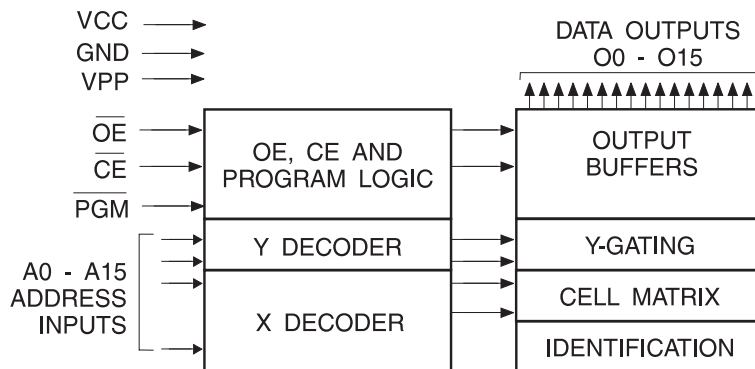 VCC
GND
VPP
OE
CE
PGM
A0 - A15
ADDRESS
INPUTS
OE, CE AND
PROGRAM LOGIC
Y DECODER
X DECODER
DATA OUTPUTS
O0 - O15
OUTPUT
BUFFERS
Y-GATING
CELL MATRIX
IDENTIFICATION